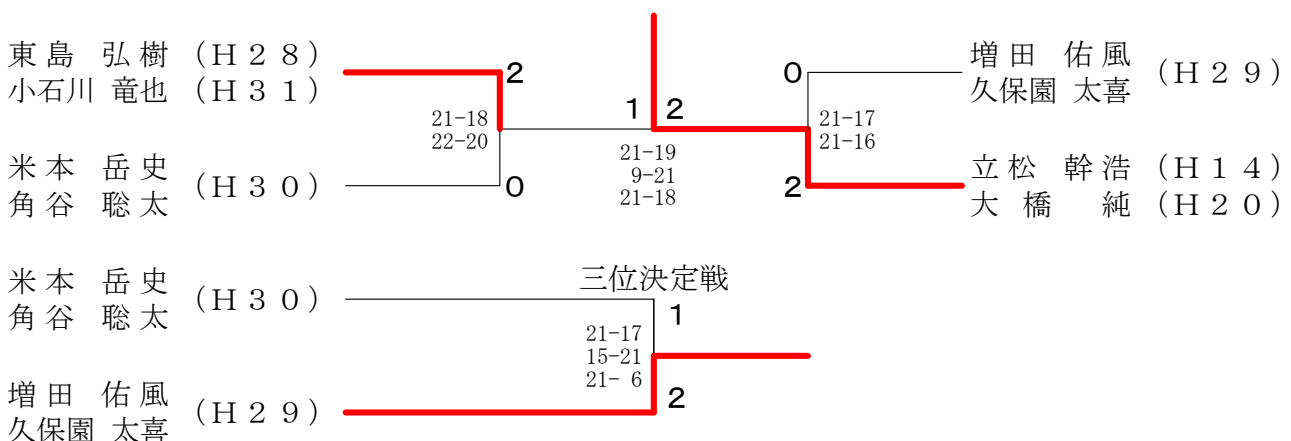 東島 弘樹 (H28)
小石川 竜也 (H31)
2
21-18
22-20
米本 岳史
角谷 聡太
(H30)
0
1 2
21-19
9-21
21-18
0
21-17
21-16
2
増田 佑風
久保園 太喜
(H29)
立松 幹浩 (H14)
大橋 純 (H20)
米本 岳史
角谷 聡太
(H30)
三位決定戦
1
21-17
15-21
21- 6
2
増田 佑風
久保園 太喜
(H29)